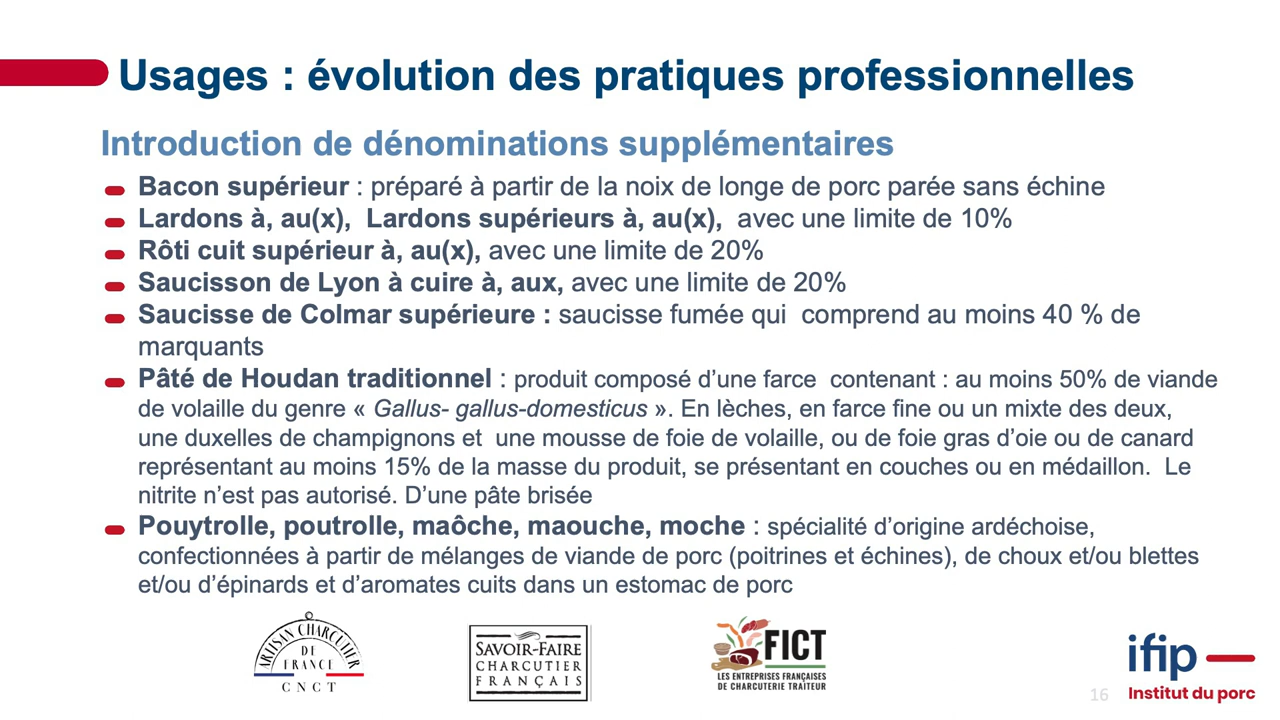 Usages : évolution des pratiques professionnelles
Introduction de dénominations supplémentaires
Bacon supérieur : préparé à partir de la noix de longe de porc parée sans échine
Lardons à, au(x), Lardons supérieurs à, au(x), avec une limite de 10%
Rôti cuit supérieur à, au(x), avec une limite de 20%
Saucisson de Lyon à cuire à, aux, avec une limite de 20%
Saucisse de Colmar supérieure : saucisse fumée qui comprend au moins 40 % de
marquants
Pâté de Houdan traditionnel : produit composé d’une farce contenant : au moins 50% de viande
de volaille du genre « Gallus- gallus-domesticus ». En lèches, en farce fine ou un mixte des deux,
une duxelles de champignons et une mousse de foie de volaille, ou de foie gras d’oie ou de canard
représentant au moins 15% de la masse du produit, se présentant en couches ou en médaillon. Le
nitrite n’est pas autorisé. D’une pâte brisée
Pouytrolle, poutrolle, maôche, maouche, moche : spécialité d’origine ardéchoise,
confectionnées à partir de mélanges de viande de porc (poitrines et échines), de choux et/ou blettes
et/ou d’épinards et d’aromates cuits dans un estomac de porc
ARTISAN CHARCUTIER
DE
FRANCE
CNCT
SAVOIR-FAIRE
CHARCUTIER
FRANÇAIS
FICT
LES ENTREPRISES FRANÇAISES
DE CHARCUTERIE TRAITEUR
16
ifip
Institut du porc